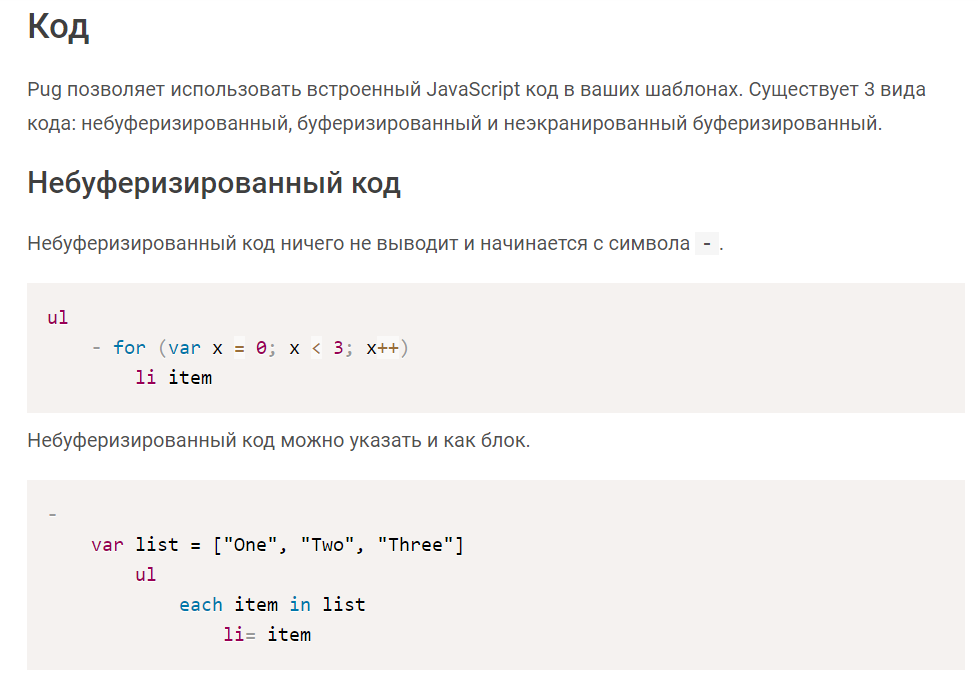 Код
Pug позволяет использовать встроенный JavaScript код в ваших шаблонах. Существует 3 вида
кода: небуферизированный, буферизированный и неэкранированный буферизированный.
Небуферизированный код
Небуферизированный код ничего не выводит и начинается с символа - .
ul
    - for (var x = 0; x < 3; x++)
        li item
Небуферизированный код можно указать и как блок.
-
    var list = ["One", "Two", "Three"]
        ul
            each item in list
                li= item